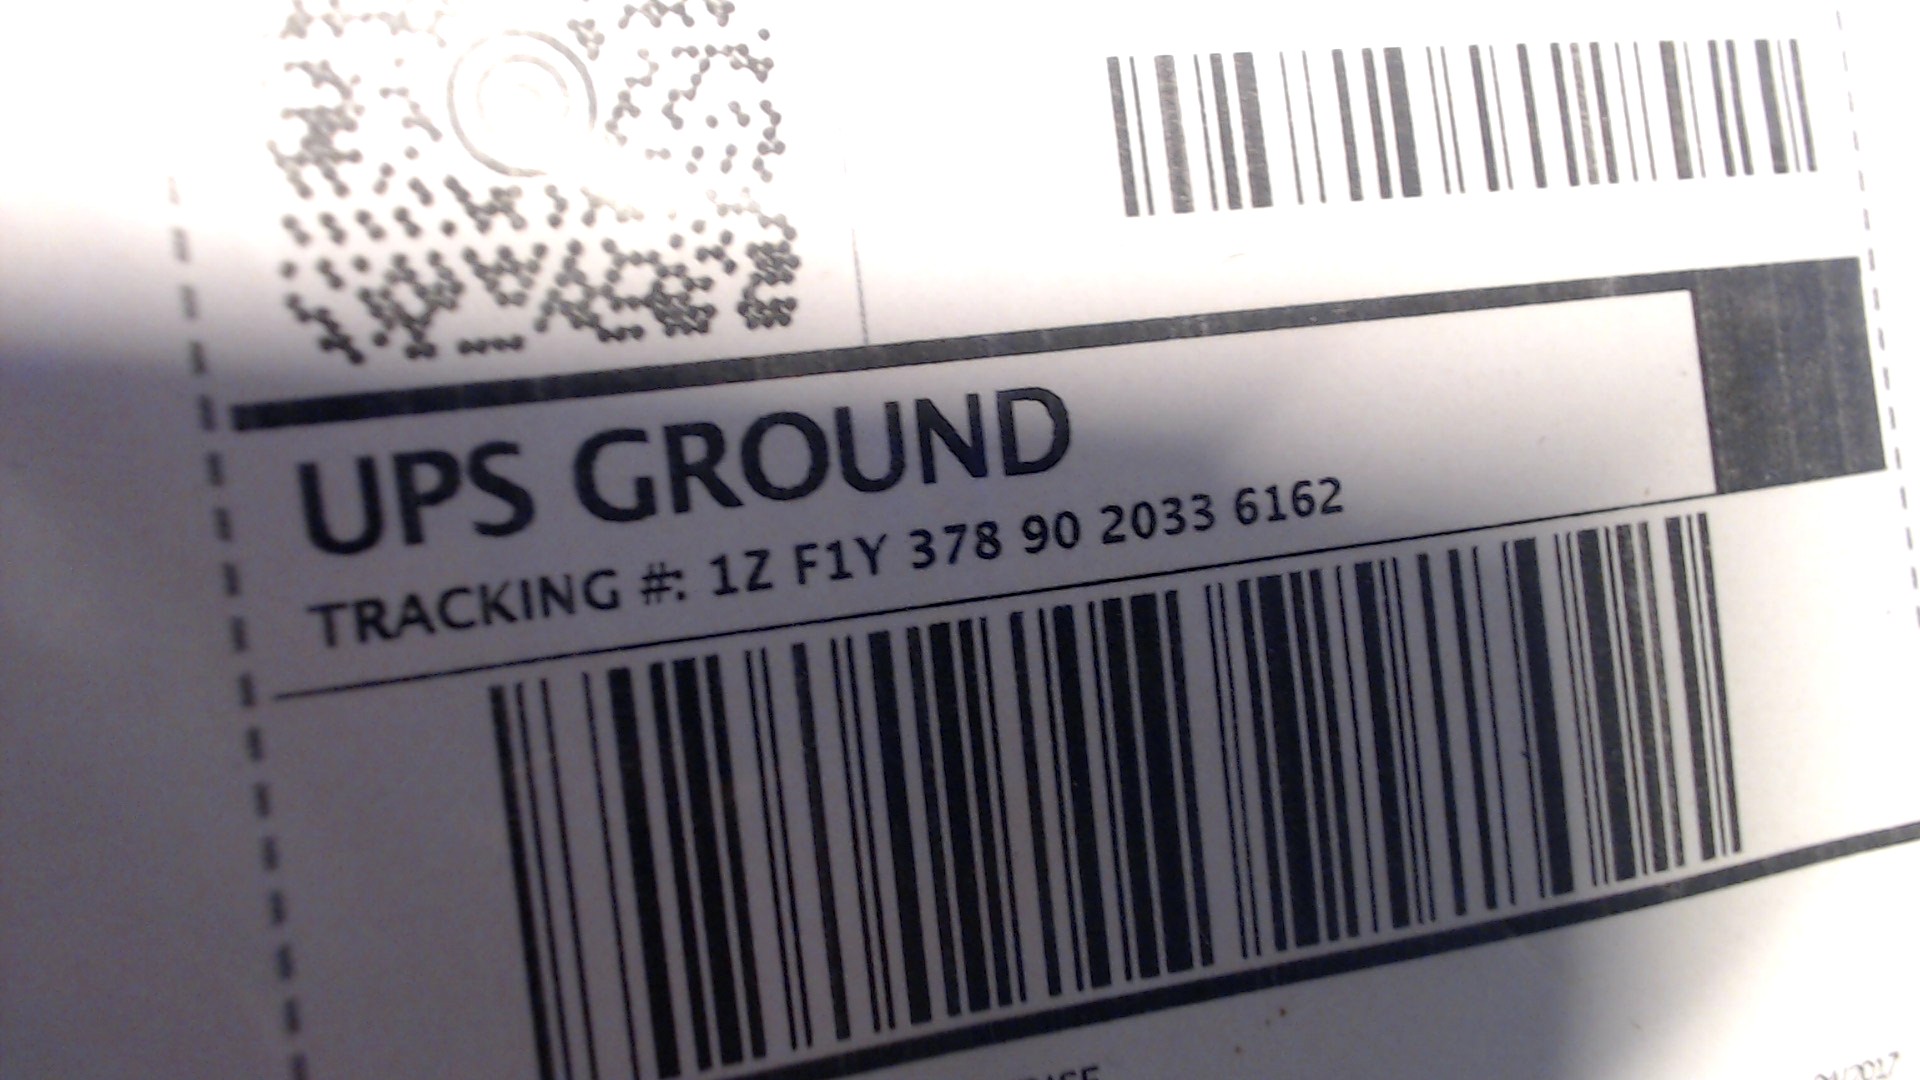 UPS GROUND
TRACKING #: 1Z F1Y 378 90 2033 6162